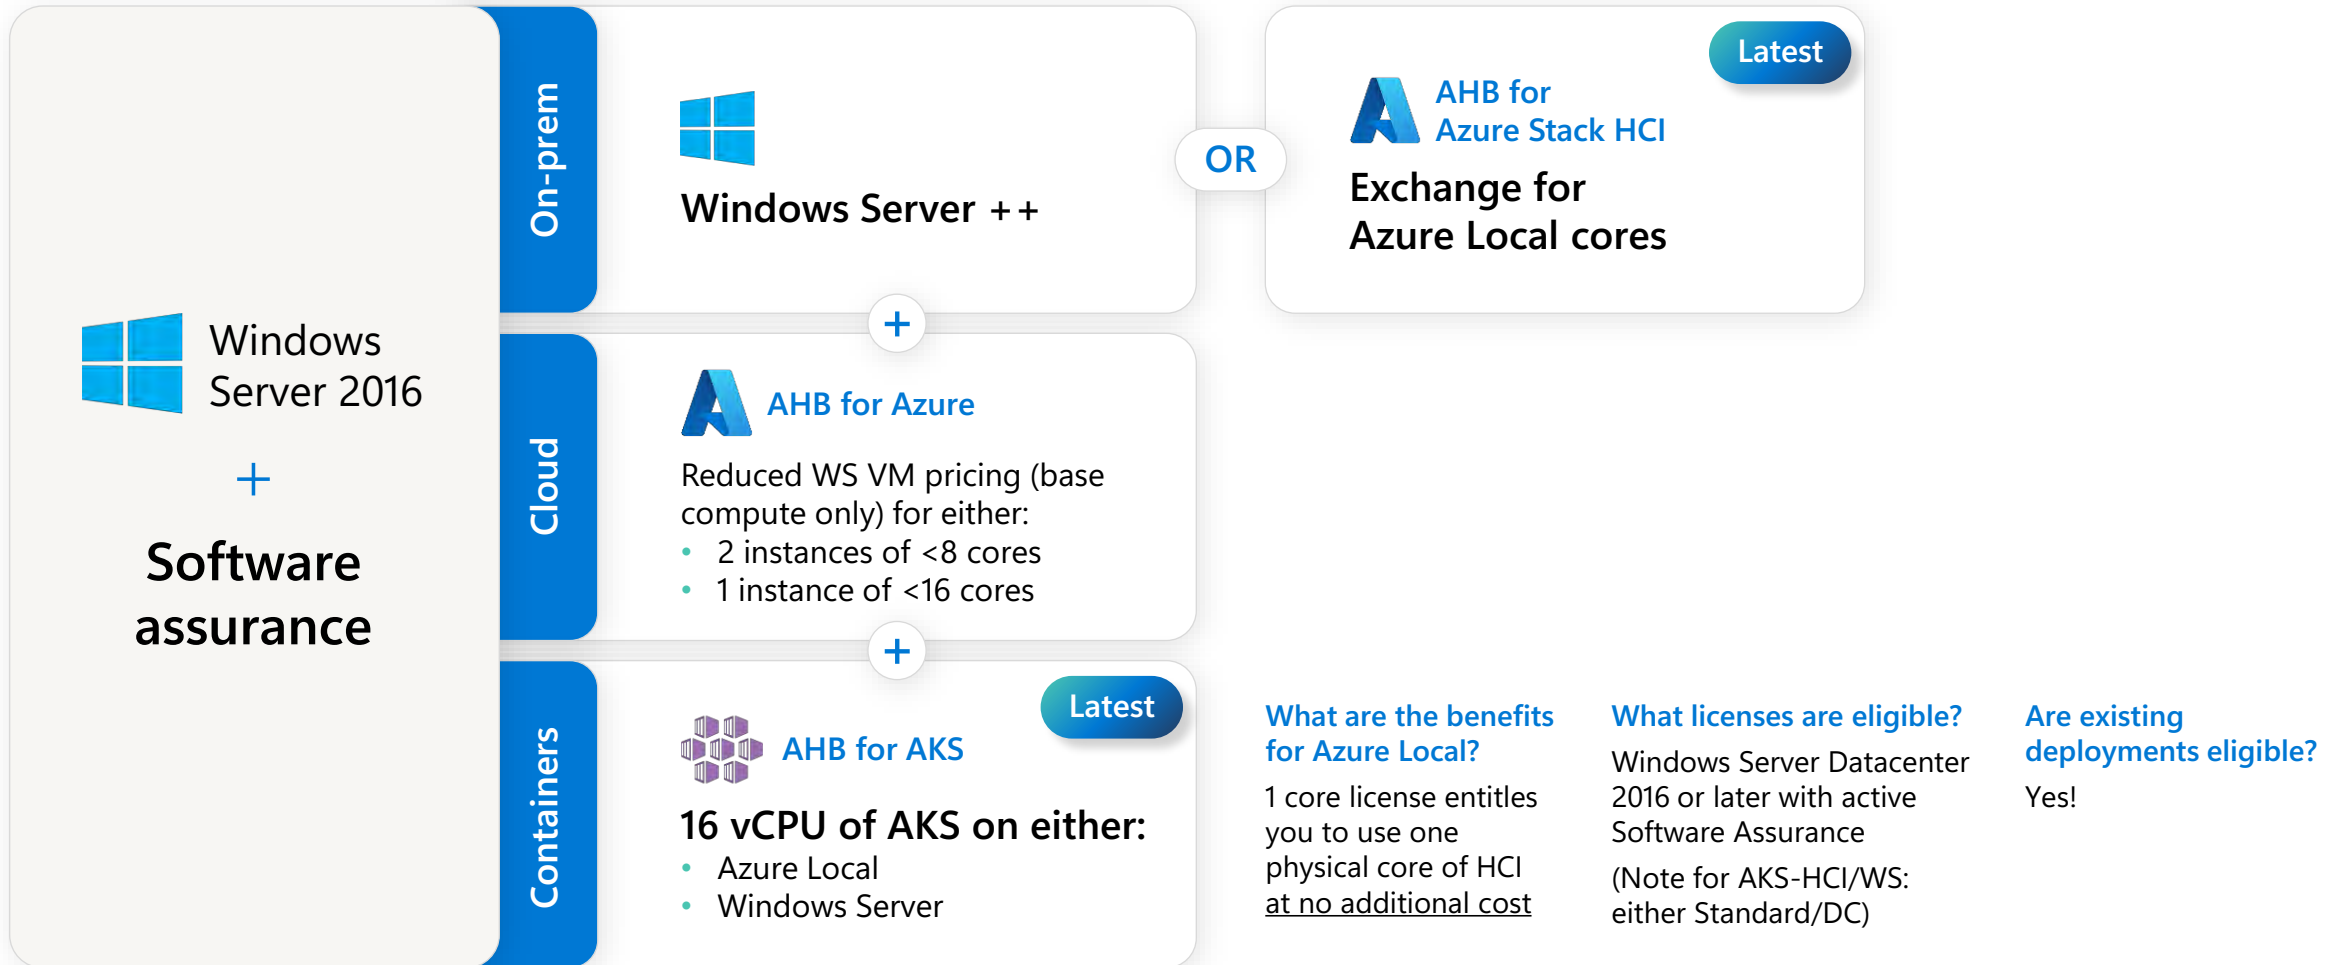 Windows
Server 2016
+
Software
assurance
On-prem
Windows Server ++
OR
Latest
AHB for
Azure Stack HCI
Exchange for
Azure Local cores
+
Cloud
AHB for Azure
Reduced WS VM pricing (base
compute only) for either:
• 2 instances of <8 cores
• 1 instance of <16 cores
+
Containers
Latest
AHB for AKS
16 vCPU of AKS on either:
• Azure Local
• Windows Server
What are the benefits
for Azure Local?
1 core license entitles
you to use one
physical core of HCI
at no additional cost
What licenses are eligible?
Windows Server Datacenter
2016 or later with active
Software Assurance
(Note for AKS-HCI/WS:
either Standard/DC)
Are existing
deployments eligible?
Yes!